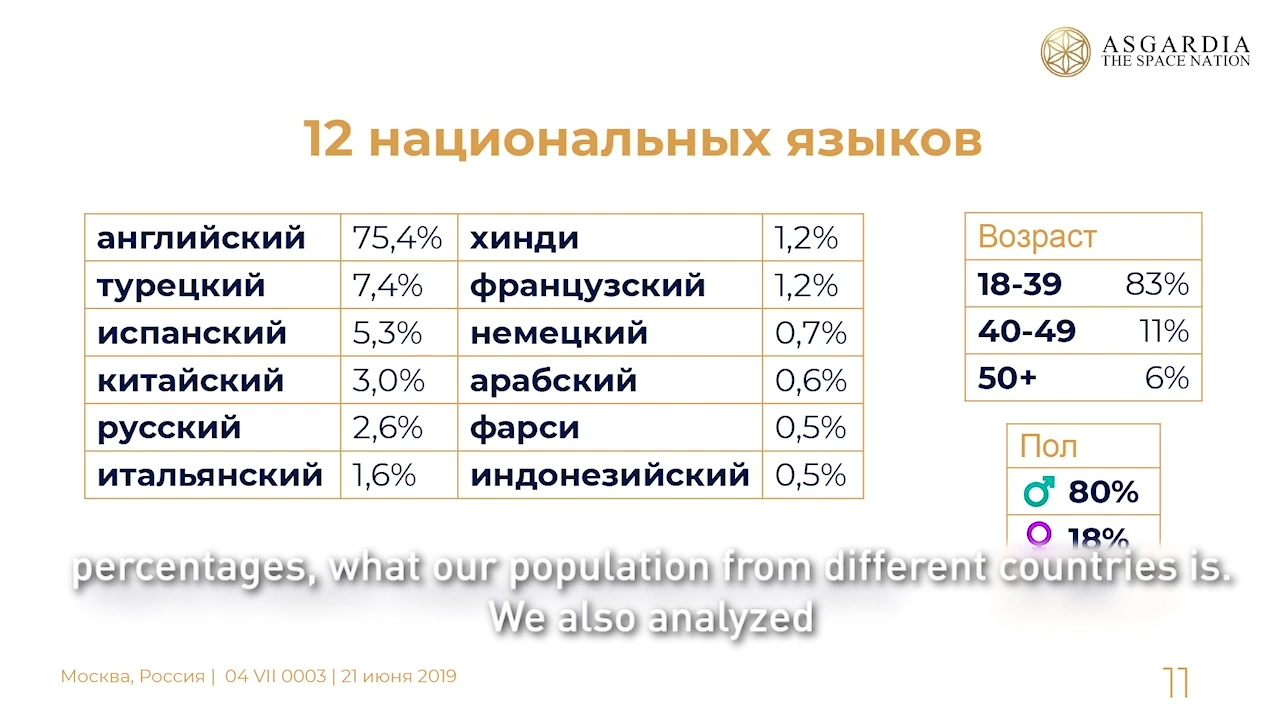 ASGARDIA
THE SPACE NATION
12 национальных языков
английский 75,4% хинди 1,2%
турецкий 7,4% французский 1,2%
испанский 5,3% немецкий 0,7%
китайский 3,0% арабский 0,6%
русский 2,6% фарси 0,5%
итальянский 1,6% индонезийский 0,5%
Возраст
18-39 83%
40-49 11%
50+ 6%
Пол
♂ 80%
♀ 18%
percentages, what our population from different countries is.
We also analyzed
Москва, Россия | 04 VII 0003 | 21 июня 2019
11